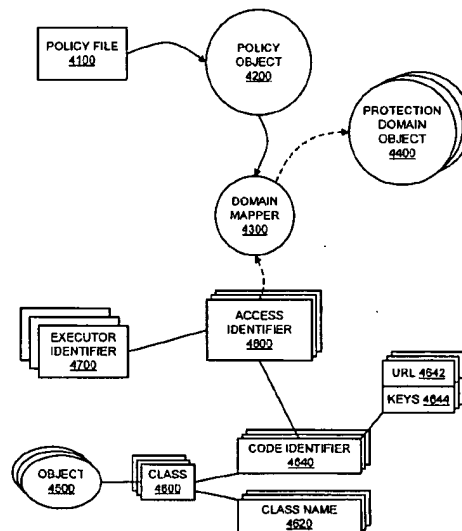 POLICY FILE
4100
POLICY
OBJECT
4200
PROTECTION
DOMAIN
OBJECT
4400
DOMAIN
MAPPER
4300
ACCESS
IDENTIFIER
4800
EXECUTOR
IDENTIFIER
4700
URL 4642
KEYS 4644
CODE IDENTIFIER
4640
OBJECT
4500
CLASS
4600
CLASS NAME
4620